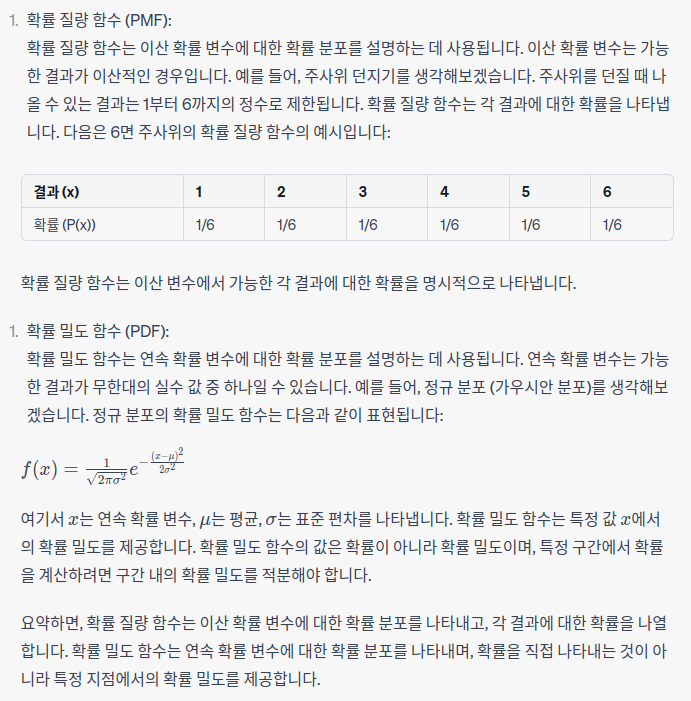 1. 확률 질량 함수 (PMF):
확률 질량 함수는 이산 확률 변수에 대한 확률 분포를 설명하는 데 사용됩니다. 이산 확률 변수는 가능
한 결과가 이산적인 경우입니다. 예를 들어, 주사위 던지기를 생각해보겠습니다. 주사위를 던질 때 나
올 수 있는 결과는 1부터 6까지의 정수로 제한됩니다. 확률 질량 함수는 각 결과에 대한 확률을 나타냅
니다. 다음은 6면 주사위의 확률 질량 함수의 예시입니다:
결과 (x) 1 2 3 4 5 6
확률 (P(x)) 1/6 1/6 1/6 1/6 1/6 1/6
확률 질량 함수는 이산 변수에서 가능한 각 결과에 대한 확률을 명시적으로 나타냅니다.
1. 확률 밀도 함수 (PDF):
확률 밀도 함수는 연속 확률 변수에 대한 확률 분포를 설명하는 데 사용됩니다. 연속 확률 변수는 가능
한 결과가 무한대의 실수 값 중 하나일 수 있습니다. 예를 들어, 정규 분포 (가우시안 분포)를 생각해보
겠습니다. 정규 분포의 확률 밀도 함수는 다음과 같이 표현됩니다:
f(x) = 1/√(2πσ²) e^(−(x−μ)²/(2σ²))
여기서 x는 연속 확률 변수, μ는 평균, σ는 표준 편차를 나타냅니다. 확률 밀도 함수는 특정 값 x에서
의 확률 밀도를 제공합니다. 확률 밀도 함수의 값은 확률이 아니라 확률 밀도이며, 특정 구간에서 확률
을 계산하려면 구간 내의 확률 밀도를 적분해야 합니다.
요약하면, 확률 질량 함수는 이산 확률 변수에 대한 확률 분포를 나타내고, 각 결과에 대한 확률을 나열
합니다. 확률 밀도 함수는 연속 확률 변수에 대한 확률 분포를 나타내며, 확률을 직접 나타내는 것이 아
니라 특정 지점에서의 확률 밀도를 제공합니다.